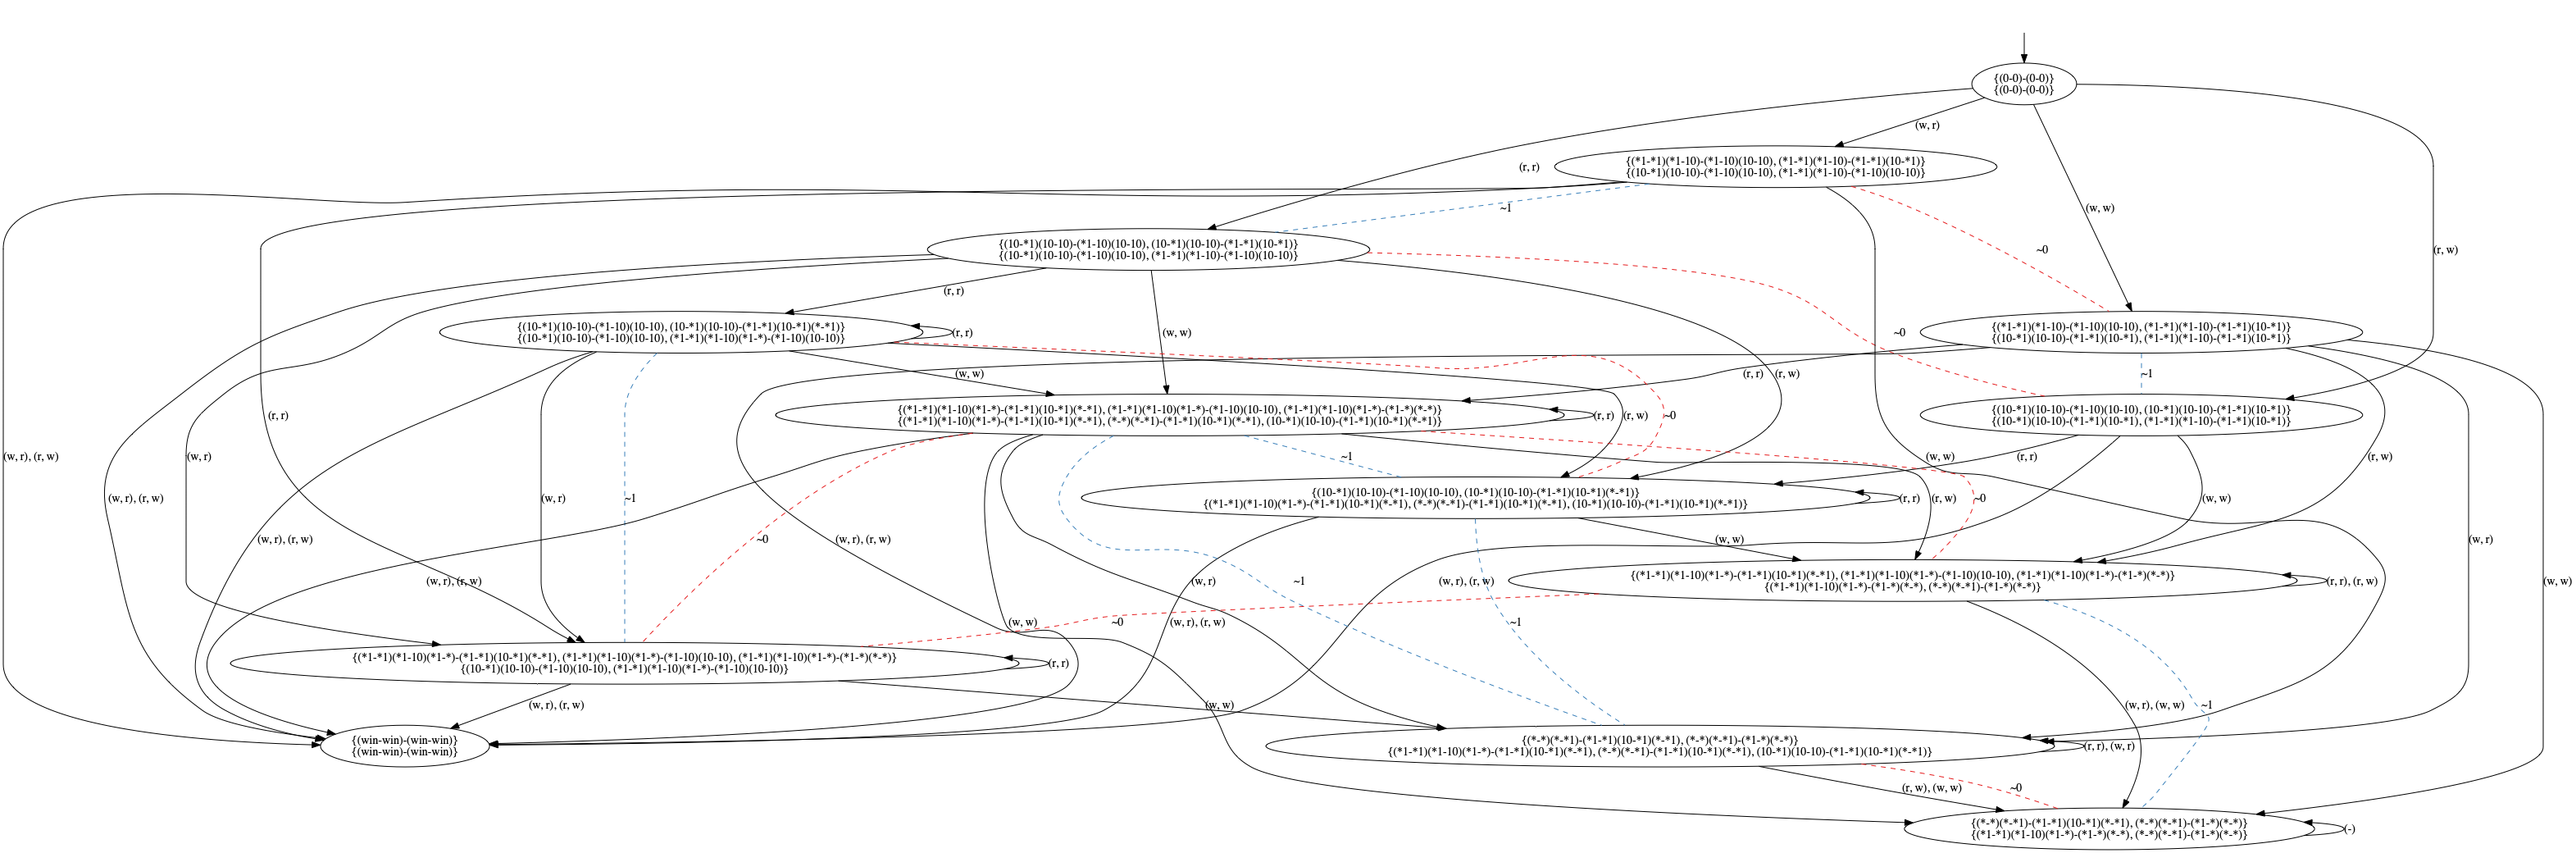 {(0-0)-(0-0)}
{(0-0)-(0-0)}
(w, r)
(r, r)
{(*1-*1)(*1-10)-(*1-10)(10-10), (*1-*1)(*1-10)-(*1-*1)(10-*1)}
{(10-*1)(10-10)-(*1-10)(10-10), (*1-*1)(*1-10)-(*1-10)(10-10)}
~1
(w, w)
~0
(r, w)
{(10-*1)(10-10)-(*1-10)(10-10), (10-*1)(10-10)-(*1-*1)(10-*1)}
{(10-*1)(10-10)-(*1-10)(10-10), (*1-*1)(*1-10)-(*1-10)(10-10)}
(r, r)
{(10-*1)(10-10)-(*1-10)(10-10), (10-*1)(10-10)-(*1-*1)(10-*1)(*-*1)}
{(10-*1)(10-10)-(*1-10)(10-10), (*1-*1)(*1-10)(*1-*)-(*1-10)(10-10)}
(r, r)
(w, w)
~0
{(*1-*1)(*1-10)-(*1-10)(10-10), (*1-*1)(*1-10)-(*1-*1)(10-*1)}
{(10-*1)(10-10)-(*1-*1)(10-*1), (*1-*1)(*1-10)-(*1-*1)(10-*1)}
(w, w)
(r, r)
(r, w)
~1
(r, r)
{(*1-*1)(*1-10)(*1-*)-(*1-*1)(10-*1)(*-*1), (*1-*1)(*1-10)(*1-*)-(*1-10)(10-10), (*1-*1)(*1-10)(*1-*)-(*1-*)(*-*)}
{(*1-*1)(*1-10)(*1-*)-(*1-*1)(10-*1)(*-*1), (*-*)(*-*1)-(*1-*1)(10-*1)(*-*1), (10-*1)(10-10)-(*1-*1)(10-*1)(*-*1)}
(r, r)
(r, w)
~0
{(10-*1)(10-10)-(*1-10)(10-10), (10-*1)(10-10)-(*1-*1)(10-*1)}
{(10-*1)(10-10)-(*1-*1)(10-*1), (*1-*1)(*1-10)-(*1-*1)(10-*1)}
(w, r), (r, w)
(w, r)
~1
(w, w)
(r, r)
(r, w)
(w, r), (r, w)
(w, r)
~1
{(10-*1)(10-10)-(*1-10)(10-10), (10-*1)(10-10)-(*1-*1)(10-*1)(*-*1)}
{(*1-*1)(*1-10)(*1-*)-(*1-*1)(10-*1)(*-*1), (*-*)(*-*1)-(*1-*1)(10-*1)(*-*1), (10-*1)(10-10)-(*1-*1)(10-*1)(*-*1)}
(r, r)
(r, w)
~0
(w, w)
(w, r), (r, w)
~0
(w, r), (r, w)
(w, w)
(w, r)
(w, r), (r, w)
(w, r)
~1
(w, r), (r, w)
{(*1-*1)(*1-10)(*1-*)-(*1-*1)(10-*1)(*-*1), (*1-*1)(*1-10)(*1-*)-(*1-10)(10-10), (*1-*1)(*1-10)(*1-*)-(*1-*)(*-*)}
{(*1-*1)(*1-10)(*1-*)-(*1-*)(*-*), (*-*)(*-*1)-(*1-*)(*-*)}
(r, r), (r, w)
(w, w)
(w, w)
~0
(w, r), (r, w)
~1
{(*1-*1)(*1-10)(*1-*)-(*1-*1)(10-*1)(*-*1), (*1-*1)(*1-10)(*1-*)-(*1-10)(10-10), (*1-*1)(*1-10)(*1-*)-(*1-*)(*-*)}
{(10-*1)(10-10)-(*1-10)(10-10), (*1-*1)(*1-10)(*1-*)-(*1-10)(10-10)}
(r, r)
(w, r), (r, w)
(w, w)
(w, r), (w, w)
~1
{(win-win)-(win-win)}
{(win-win)-(win-win)}
{(*-*)(*-*1)-(*1-*1)(10-*1)(*-*1), (*-*)(*-*1)-(*1-*)(*-*)}
{(*1-*1)(*1-10)(*1-*)-(*1-*1)(10-*1)(*-*1), (*-*)(*-*1)-(*1-*1)(10-*1)(*-*1), (10-*1)(10-10)-(*1-*1)(10-*1)(*-*1)}
(r, r), (w, r)
(r, w), (w, w)
~0
{(*-*)(*-*1)-(*1-*1)(10-*1)(*-*1), (*-*)(*-*1)-(*1-*)(*-*)}
{(*1-*1)(*1-10)(*1-*)-(*1-*)(*-*), (*-*)(*-*1)-(*1-*)(*-*)}
(-)